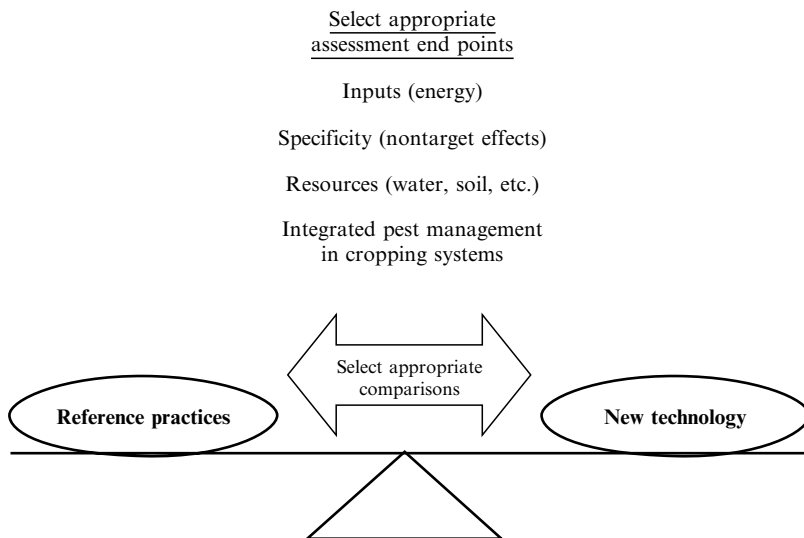 Select appropriate
assessment end points
Inputs (energy)
Specificity (nontarget effects)
Resources (water, soil, etc.)
Integrated pest management
in cropping systems
Select appropriate
comparisons
Reference practices
New technology